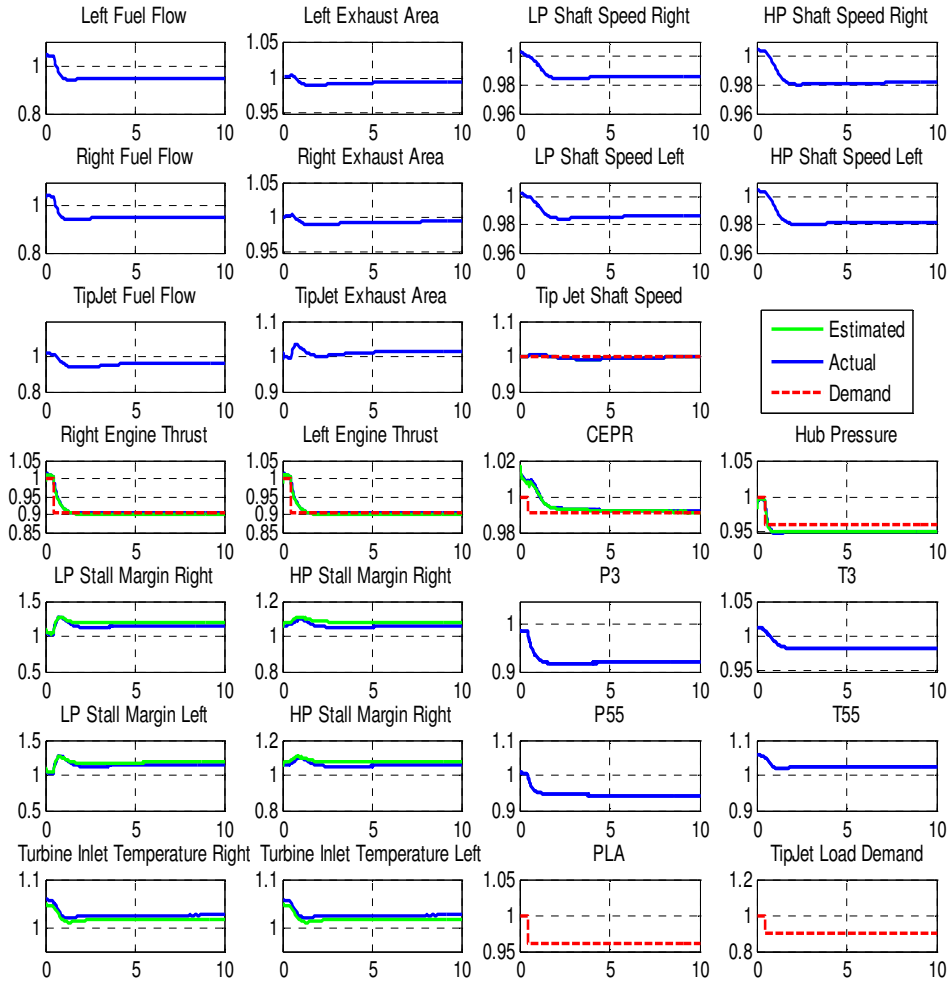 Left Fuel Flow
Left Exhaust Area
LP Shaft Speed Right
HP Shaft Speed Right
1
0.8
0 5 10
1.05
1
0.95
0 5 10
1
0.98
0.96
0 5 10
1
0.98
0.96
0 5 10
Right Fuel Flow
Right Exhaust Area
LP Shaft Speed Left
HP Shaft Speed Left
1
0.8
0 5 10
1.05
1
0.95
0 5 10
1
0.98
0.96
0 5 10
1
0.98
0.96
0 5 10
TipJet Fuel Flow
TipJet Exhaust Area
Tip Jet Shaft Speed
1
0.8
0 5 10
1.1
1
0.9
0 5 10
1.1
1
0.9
0 5 10
Estimated
Actual
Demand
Right Engine Thrust
Left Engine Thrust
CEPR
Hub Pressure
1.05
1
0.95
0.9
0.85
0 5 10
1.05
1
0.95
0.9
0.85
0 5 10
1.02
1
0.98
0 5 10
1.05
1
0.95
0 5 10
LP Stall Margin Right
HP Stall Margin Right
P3
T3
1.5
1
0.5
0 5 10
1.2
1
0.8
0 5 10
1
0.9
0 5 10
1.05
1
0.95
0 5 10
LP Stall Margin Left
HP Stall Margin Right
P55
T55
1.5
1
0.5
0 5 10
1.2
1
0.8
0 5 10
1.1
1
0.9
0 5 10
1.1
1
0.9
0 5 10
Turbine Inlet Temperature Right
Turbine Inlet Temperature Left
PLA
TipJet Load Demand
1.1
1
0 5 10
1.1
1
0 5 10
1.05
1
0.95
0 5 10
1.2
1
0.8
0 5 10